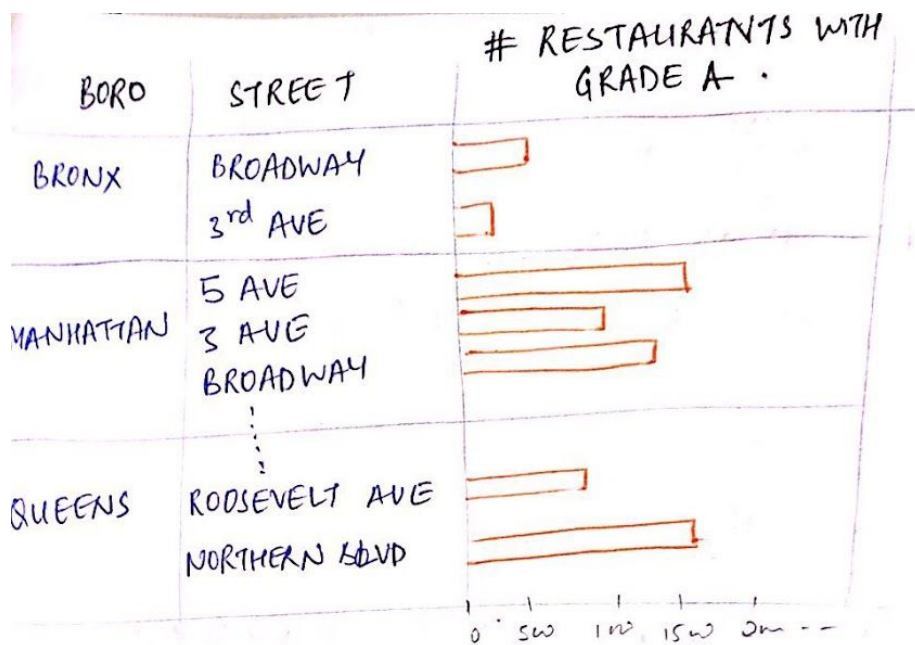 # RESTAURANTS WITH
GRADE A .
BORO STREET
BRONX BROADWAY
3rd AVE
5 AVE
MANHATTAN 3 AVE
BROADWAY
QUEENS ROOSEVELT AVE
NORTHERN BLVD
0